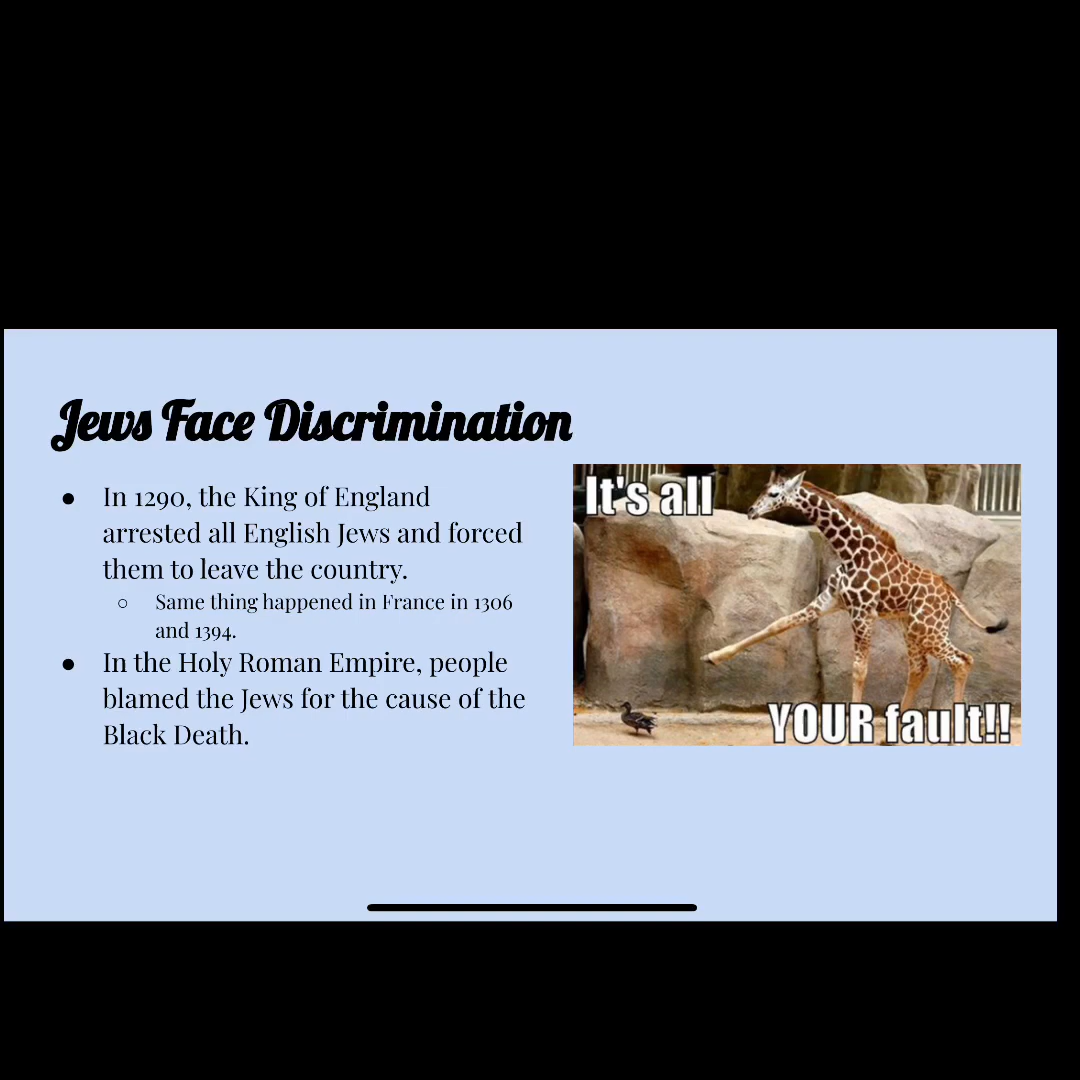 Jews Face Discrimination
● In 1290, the King of England
arrested all English Jews and forced
them to leave the country.
○ Same thing happened in France in 1306
and 1394.
● In the Holy Roman Empire, people
blamed the Jews for the cause of the
Black Death.
It's all
YOUR fault!!